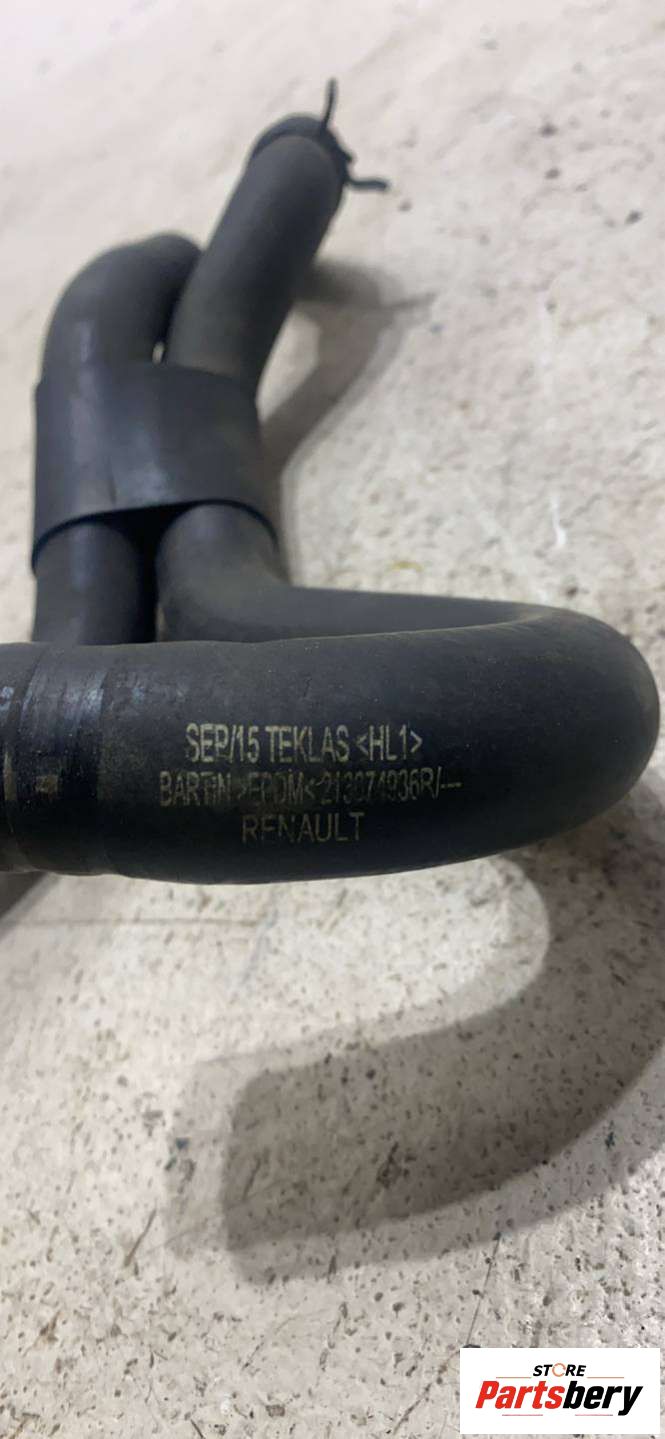 SEP/15 TEKLAS <HL1>
BARTIN >EPDM< 213074936R/---
RENAULT
STORE
Partsbery